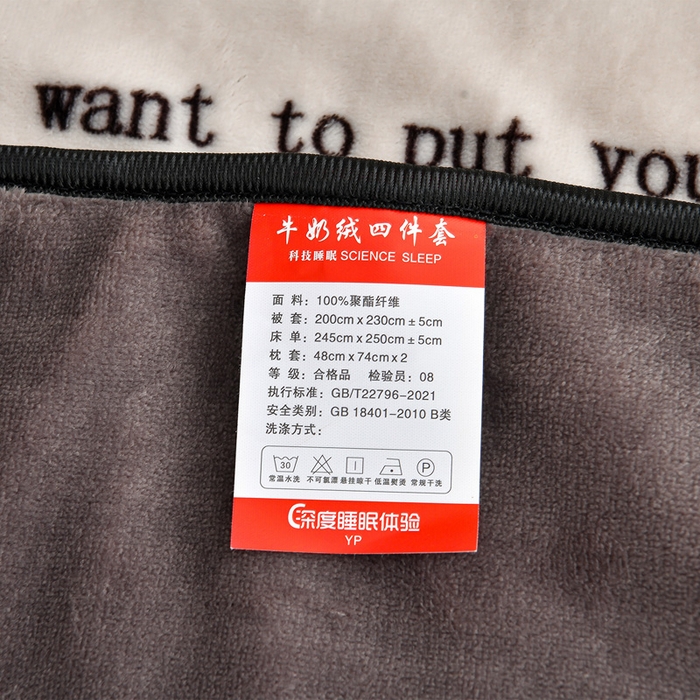 want to put you
牛奶绒四件套
科技睡眠 SCIENCE SLEEP
面 料: 100%聚酯纤维
被 套: 200cm x 230cm ± 5cm
床 单: 245cm x 250cm ± 5cm
枕 套: 48cm x 74cm x 2
等 级: 合格品 检验员: 08
执行标准: GB/T22796-2021
安全类别: GB 18401-2010 B类
洗涤方式:
30 P
常温水洗 不可氯漂 悬挂晾干 低温熨烫 常规干洗
深度睡眠体验
YP